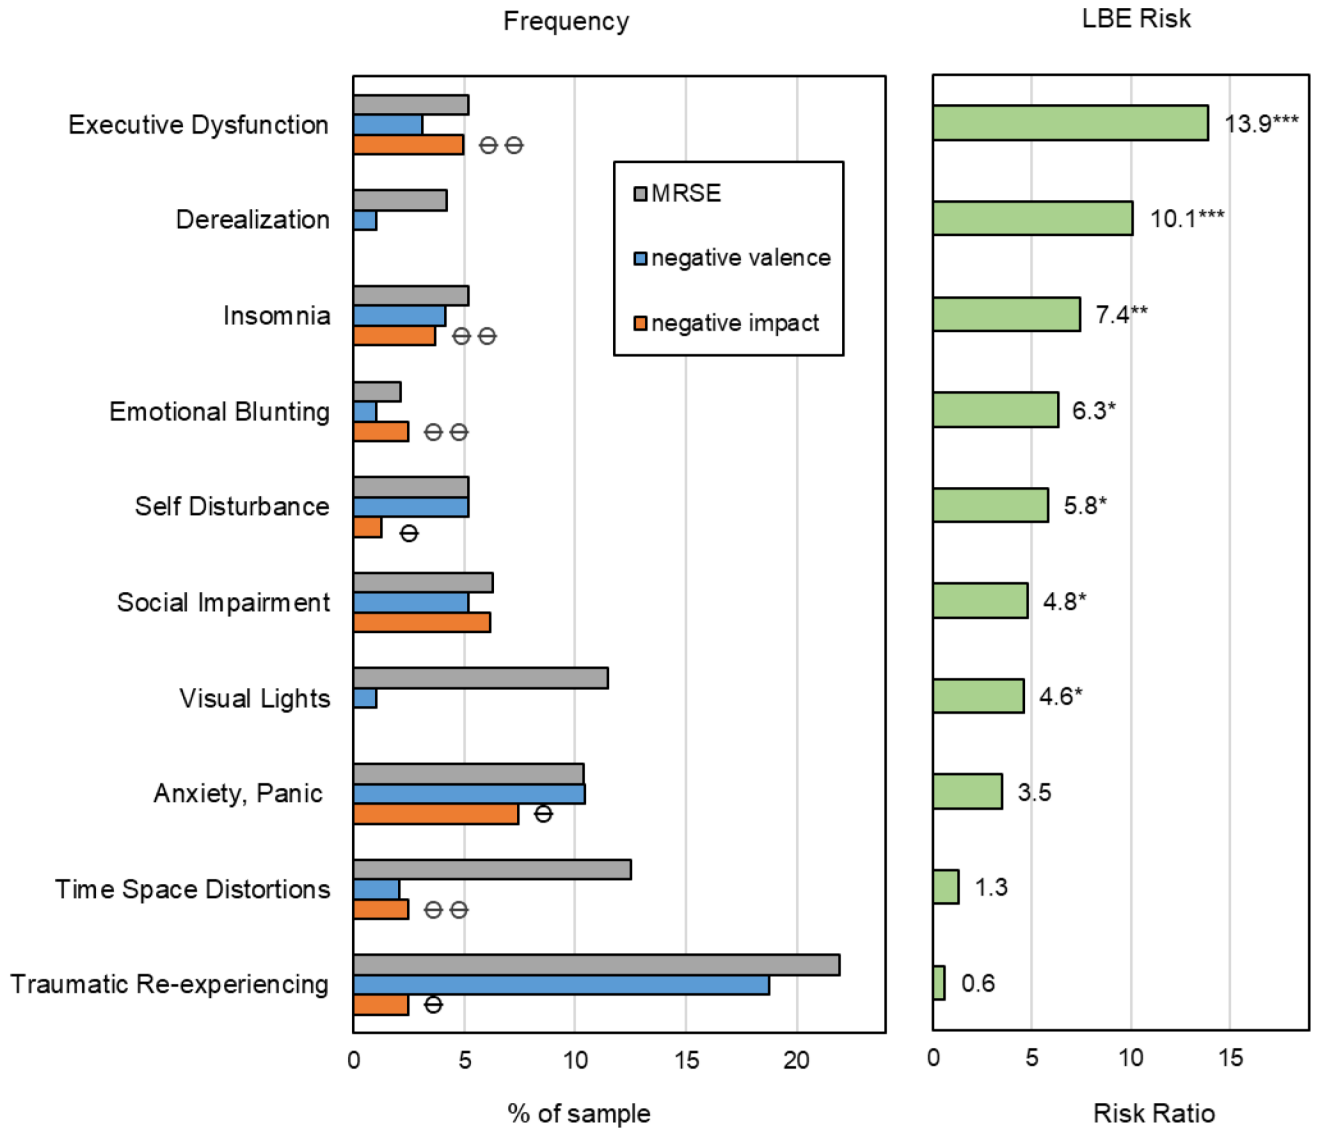 Frequency
LBE Risk
Executive Dysfunction
Derealization
Insomnia
Emotional Blunting
Self Disturbance
Social Impairment
Visual Lights
Anxiety, Panic
Time Space Distortions
Traumatic Re-experiencing
MRSE
negative valence
negative impact
⊖ ⊖
⊖ ⊖
⊖ ⊖
⊖
⊖
⊖ ⊖
⊖
0 5 10 15 20
% of sample
13.9***
10.1***
7.4**
6.3*
5.8*
4.8*
4.6*
3.5
1.3
0.6
0 5 10 15
Risk Ratio